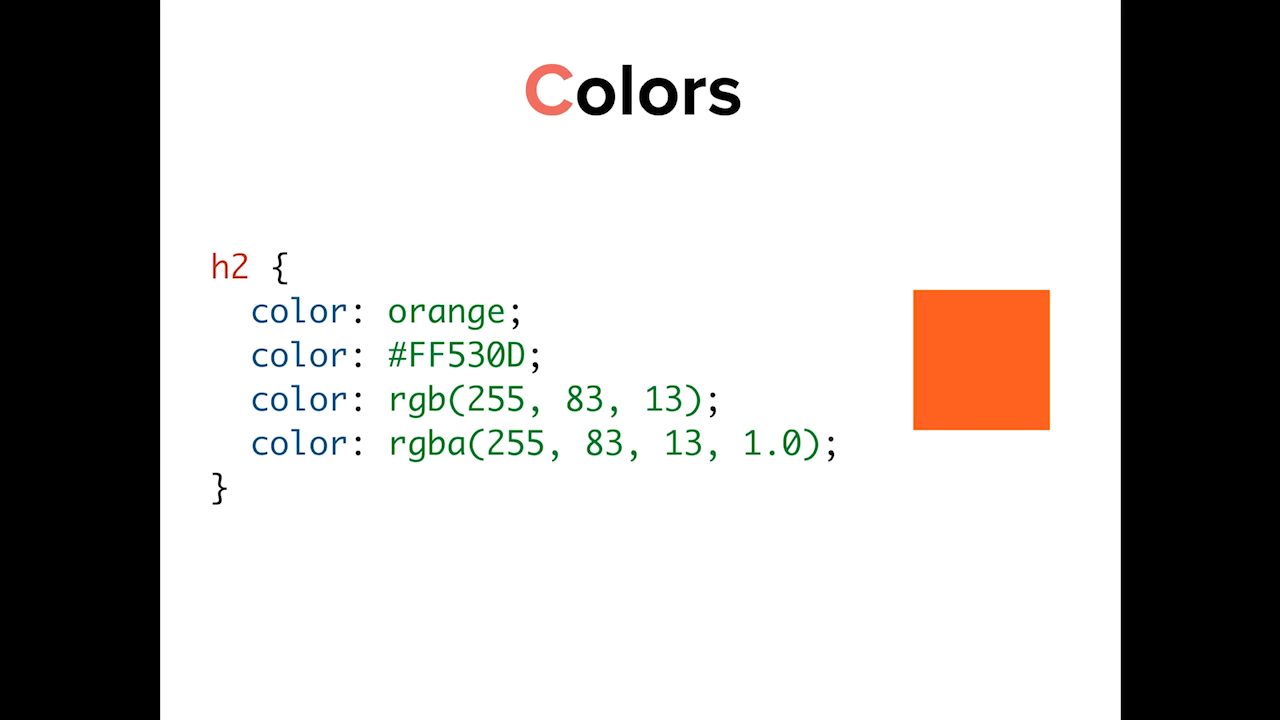 Colors
h2 {
color: orange;
color: #FF530D;
color: rgb(255, 83, 13);
color: rgba(255, 83, 13, 1.0);
}